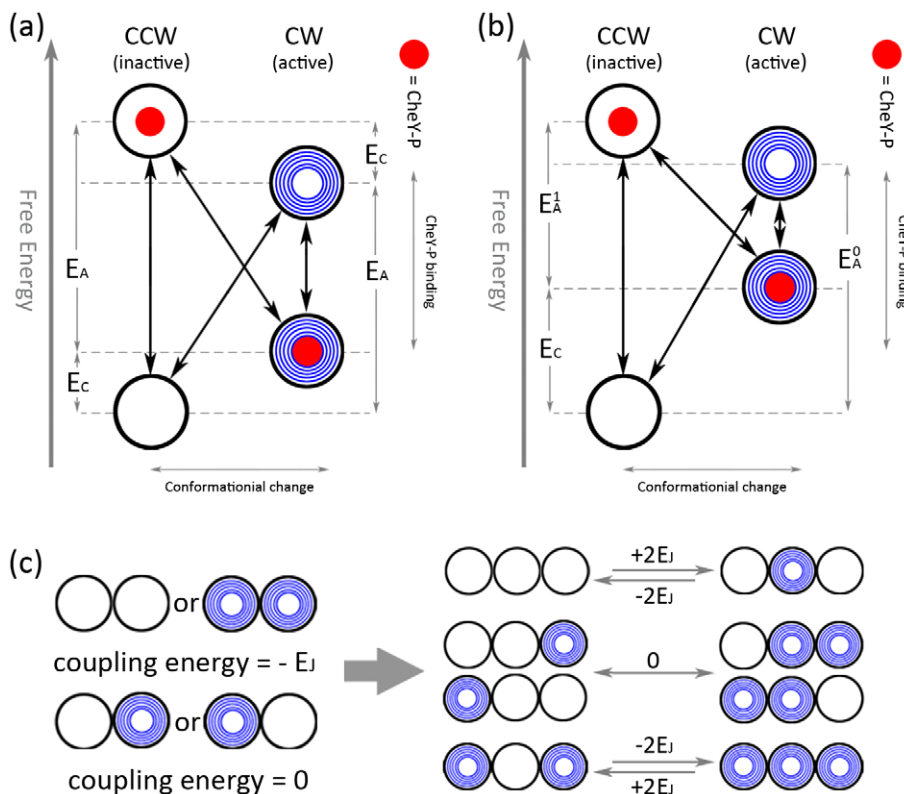 (a)
CCW
(inactive)
CW
(active)
= CheY-P
Free Energy
EA
EC
EC
EA
CheY-P binding
Conformationial change
(b)
CCW
(inactive)
CW
(active)
= CheY-P
Free Energy
E1A
EC
E0A
CheY-P binding
Conformationial change
(c)
or
coupling energy = - EJ
or
coupling energy = 0
+2EJ
-2EJ
0
-2EJ
+2EJ